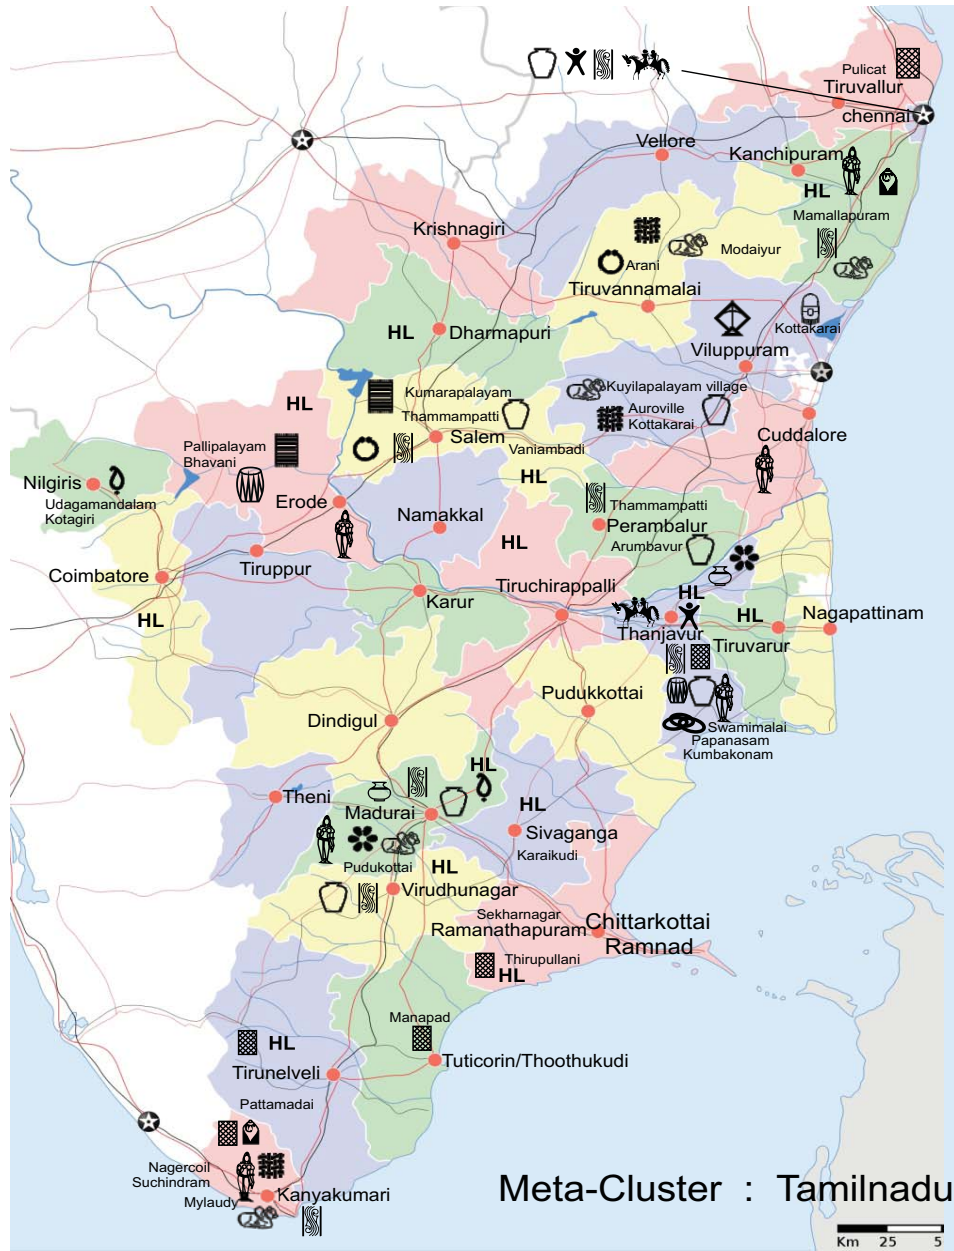 Pulicat
Tiruvallur
chennai
Vellore
Kanchipuram
HL
Mamallapuram
Krishnagiri
Modaiyur
Arani
Tiruvannamalai
Kottakarai
HL
Dharmapuri
Viluppuram
Kumarapalayam
Kuyilapalayam village
HL
Thammampatti
Auroville
Kottakarai
Salem
Vaniambadi
Cuddalore
Pallipalayam
Bhavani
HL
Nilgiris
Udagamandalam
Kotagiri
Erode
Namakkal
Thammampatti
Perambalur
HL
Arumbavur
Tiruppur
Coimbatore
Karur
Tiruchirappalli
HL
HL
HL
Nagapattinam
Thanjavur
Tiruvarur
Pudukkottai
Dindigul
Swamimalai
Papanasam
Kumbakonam
HL
Theni
Madurai
HL
Sivaganga
Karaikudi
Pudukottai
HL
Virudhunagar
Sekharnagar
Chittarkottai
Ramanathapuram
Ramnad
Thirupullani
HL
Manapad
HL
Tirunelveli
Tuticorin/Thoothukudi
Pattamadai
Nagercoil
Suchindram
Mylaudy
Kanyakumari
Meta-Cluster : Tamilnadu
Km 25 5